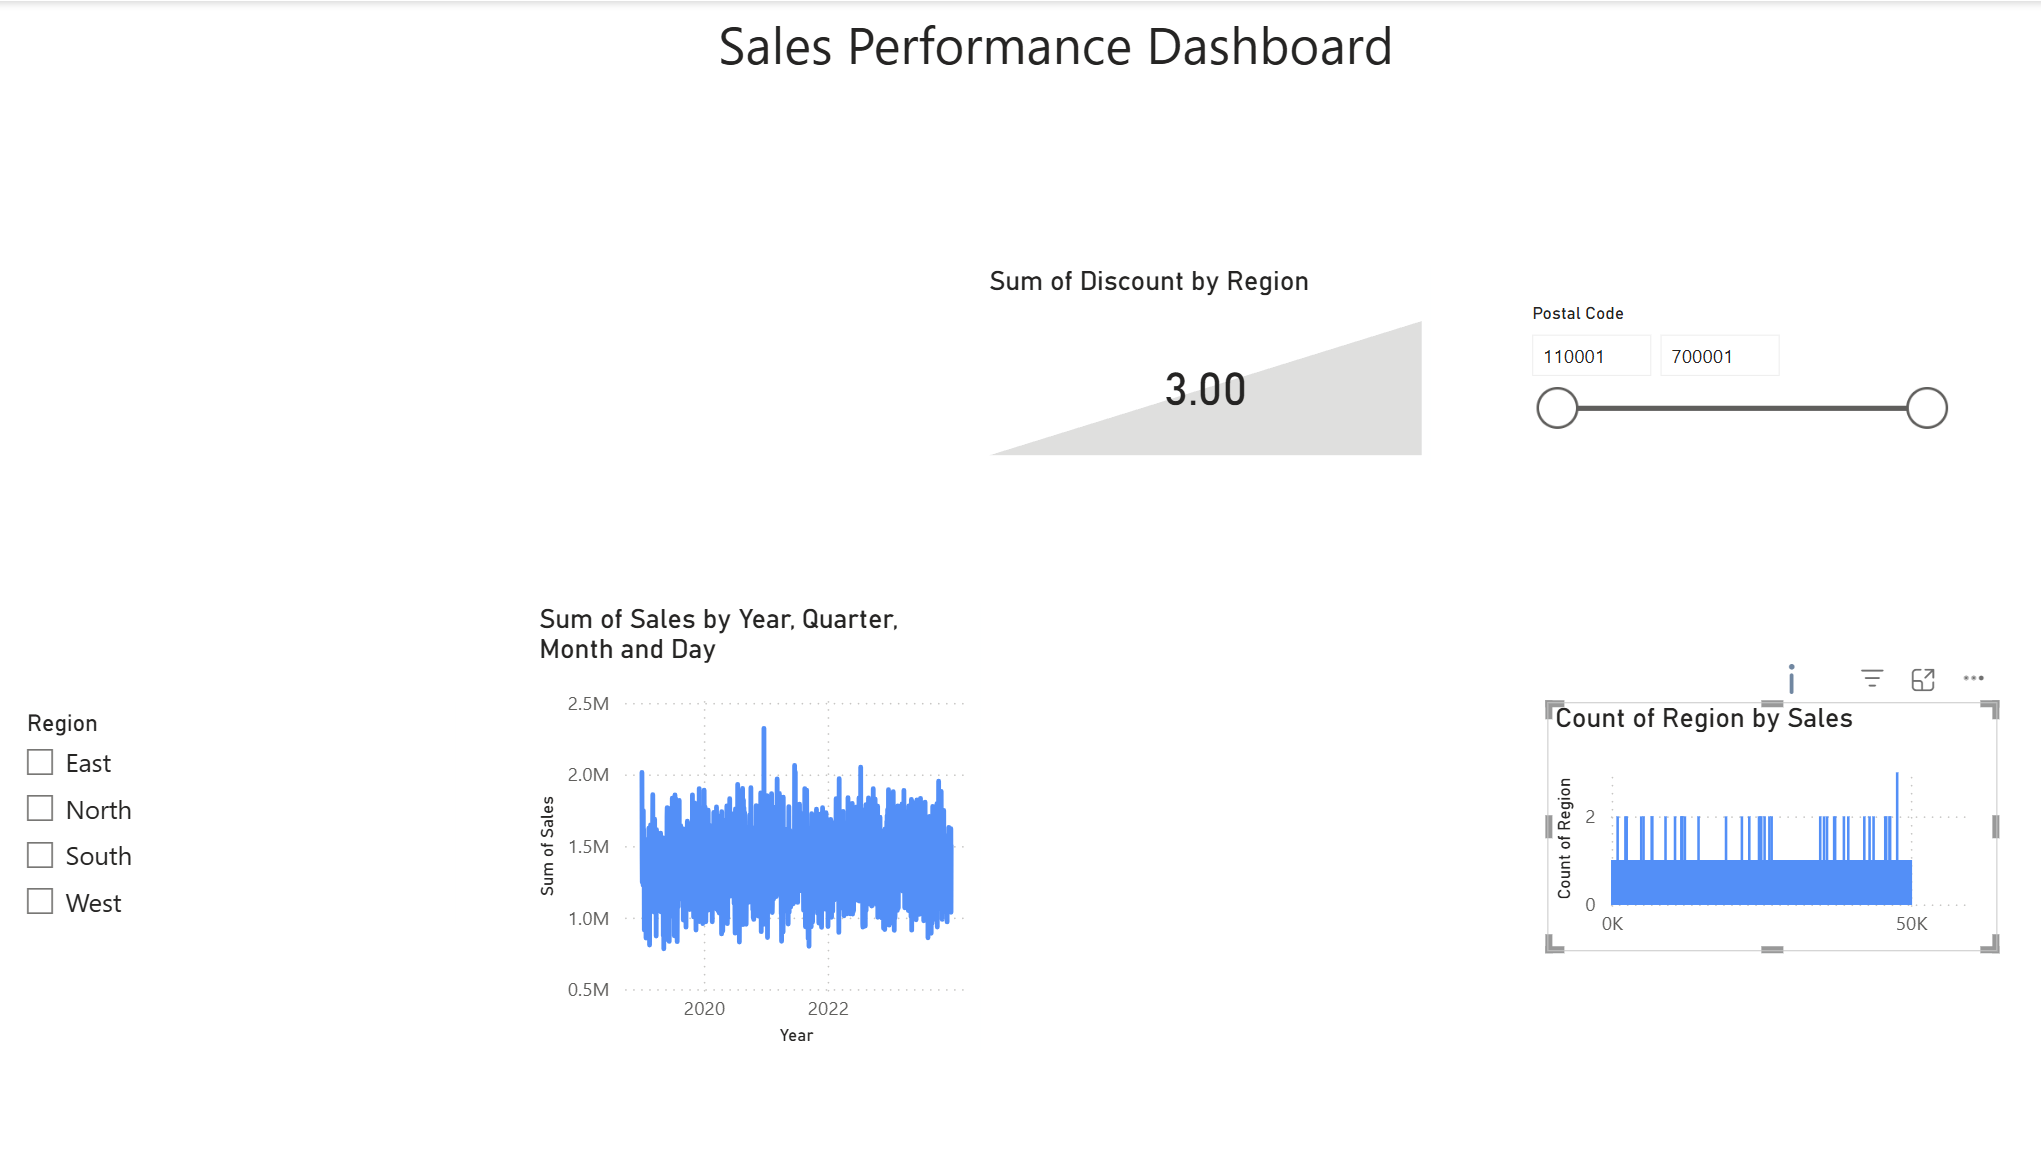 Sales Performance Dashboard
Sum of Discount by Region
3.00
Postal Code
110001 700001
Region
East
North
South
West
Sum of Sales by Year, Quarter,
Month and Day
Sum of Sales
2.5M
2.0M
1.5M
1.0M
0.5M
2020 2022
Year
Count of Region by Sales
Count of Region
2
0
0K 50K